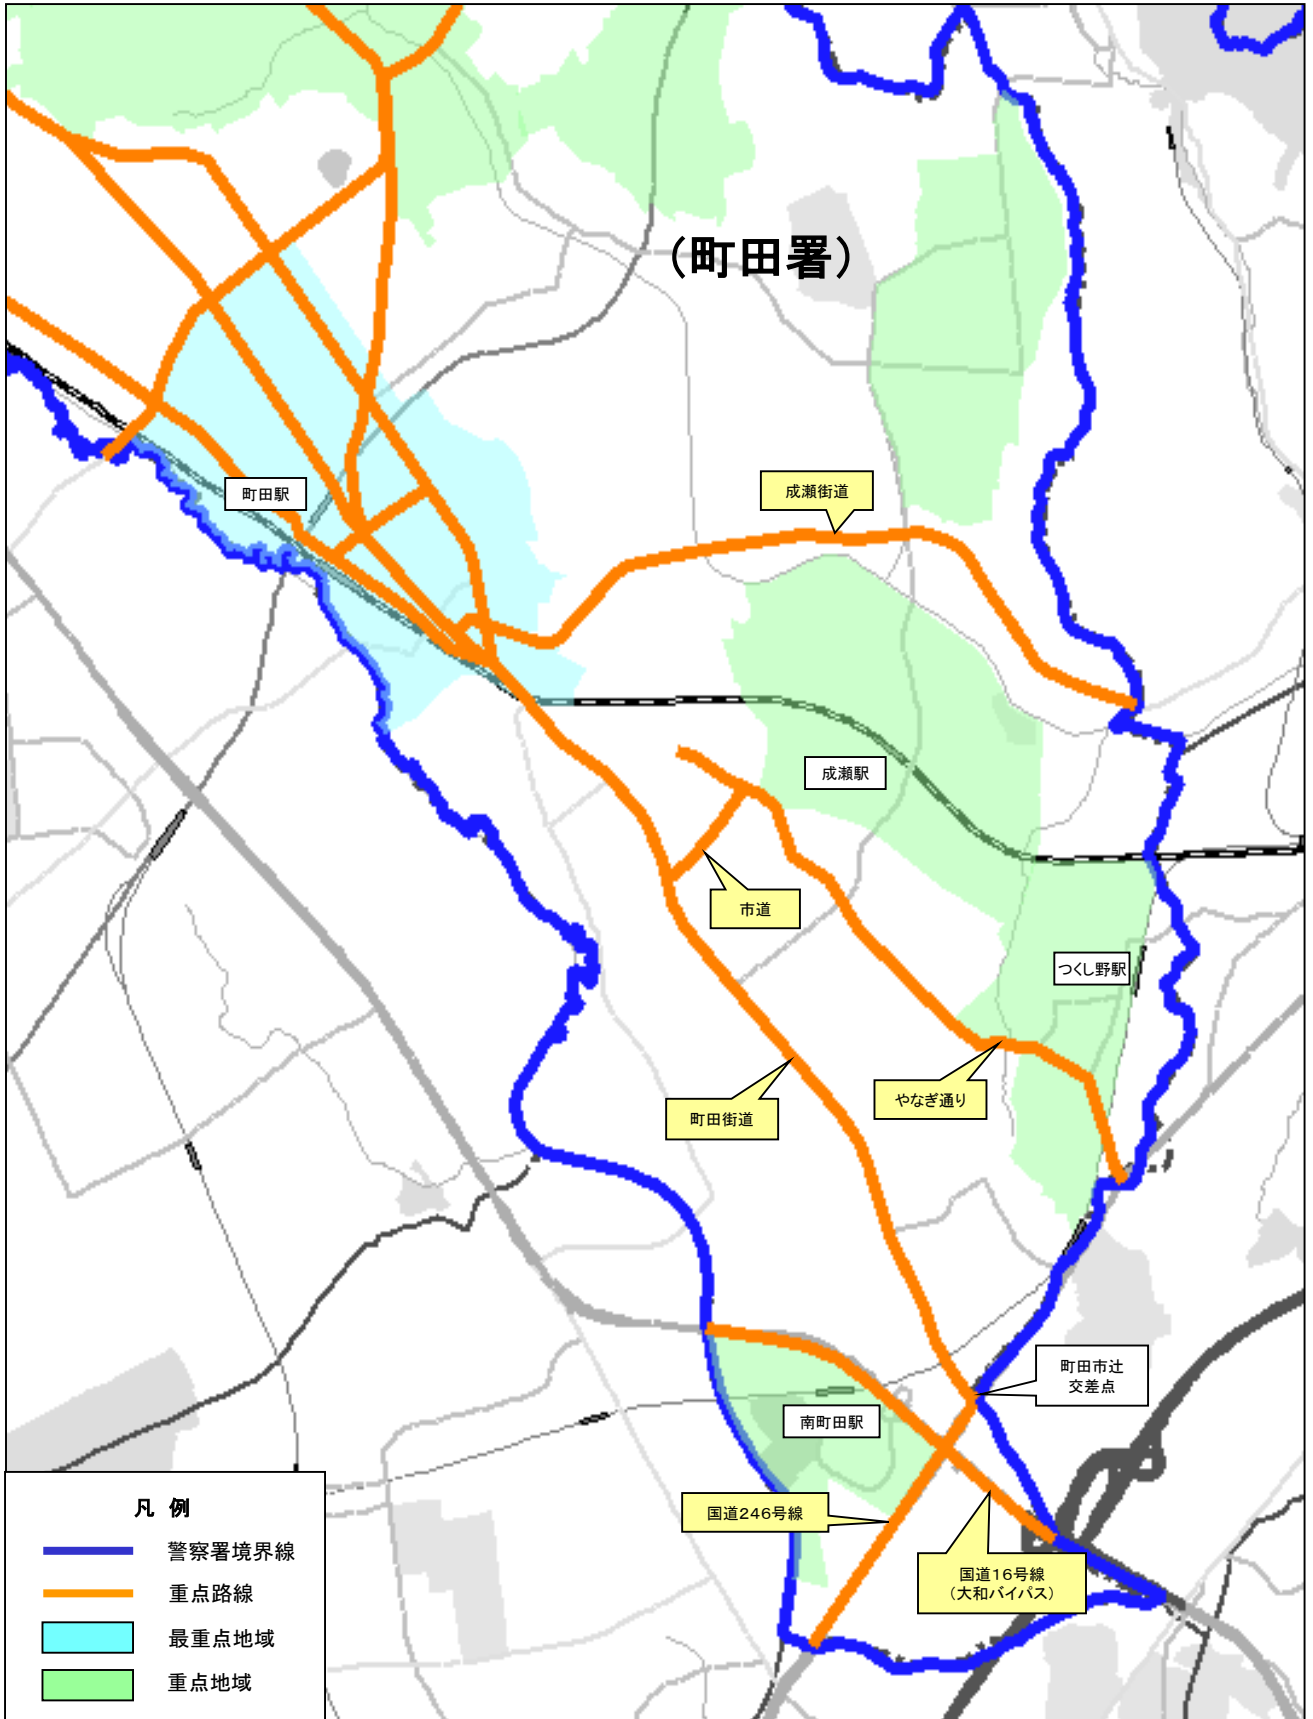 （町田署）
町田駅
成瀬街道
成瀬駅
市道
つくし野駅
やなぎ通り
町田街道
町田市辻
交差点
南町田駅
国道246号線
国道16号線
（大和バイパス）
凡 例
警察署境界線
重点路線
最重点地域
重点地域